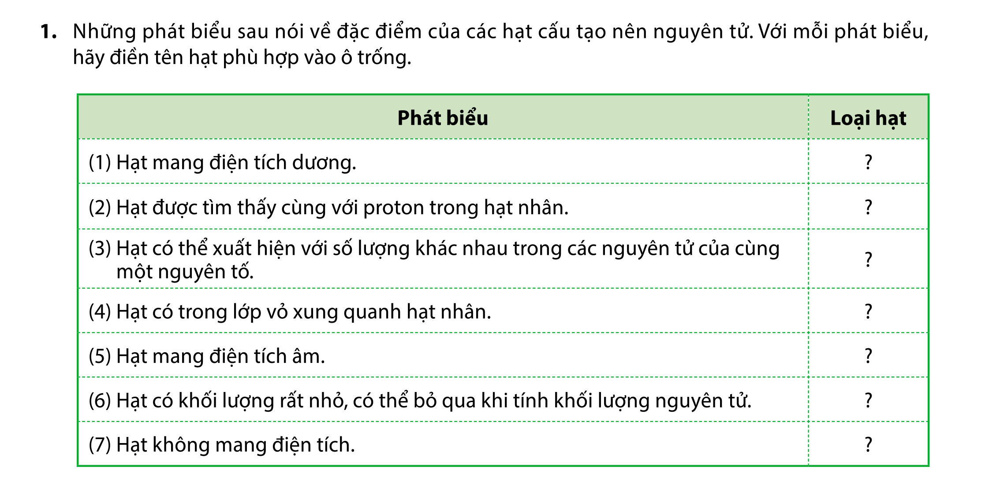 1. Những phát biểu sau nói về đặc điểm của các hạt cấu tạo nên nguyên tử. Với mỗi phát biểu,
hãy điền tên hạt phù hợp vào ô trống.
Phát biểu Loại hạt
(1) Hạt mang điện tích dương. ?
(2) Hạt được tìm thấy cùng với proton trong hạt nhân. ?
(3) Hạt có thể xuất hiện với số lượng khác nhau trong các nguyên tử của cùng
một nguyên tố. ?
(4) Hạt có trong lớp vỏ xung quanh hạt nhân. ?
(5) Hạt mang điện tích âm. ?
(6) Hạt có khối lượng rất nhỏ, có thể bỏ qua khi tính khối lượng nguyên tử. ?
(7) Hạt không mang điện tích. ?